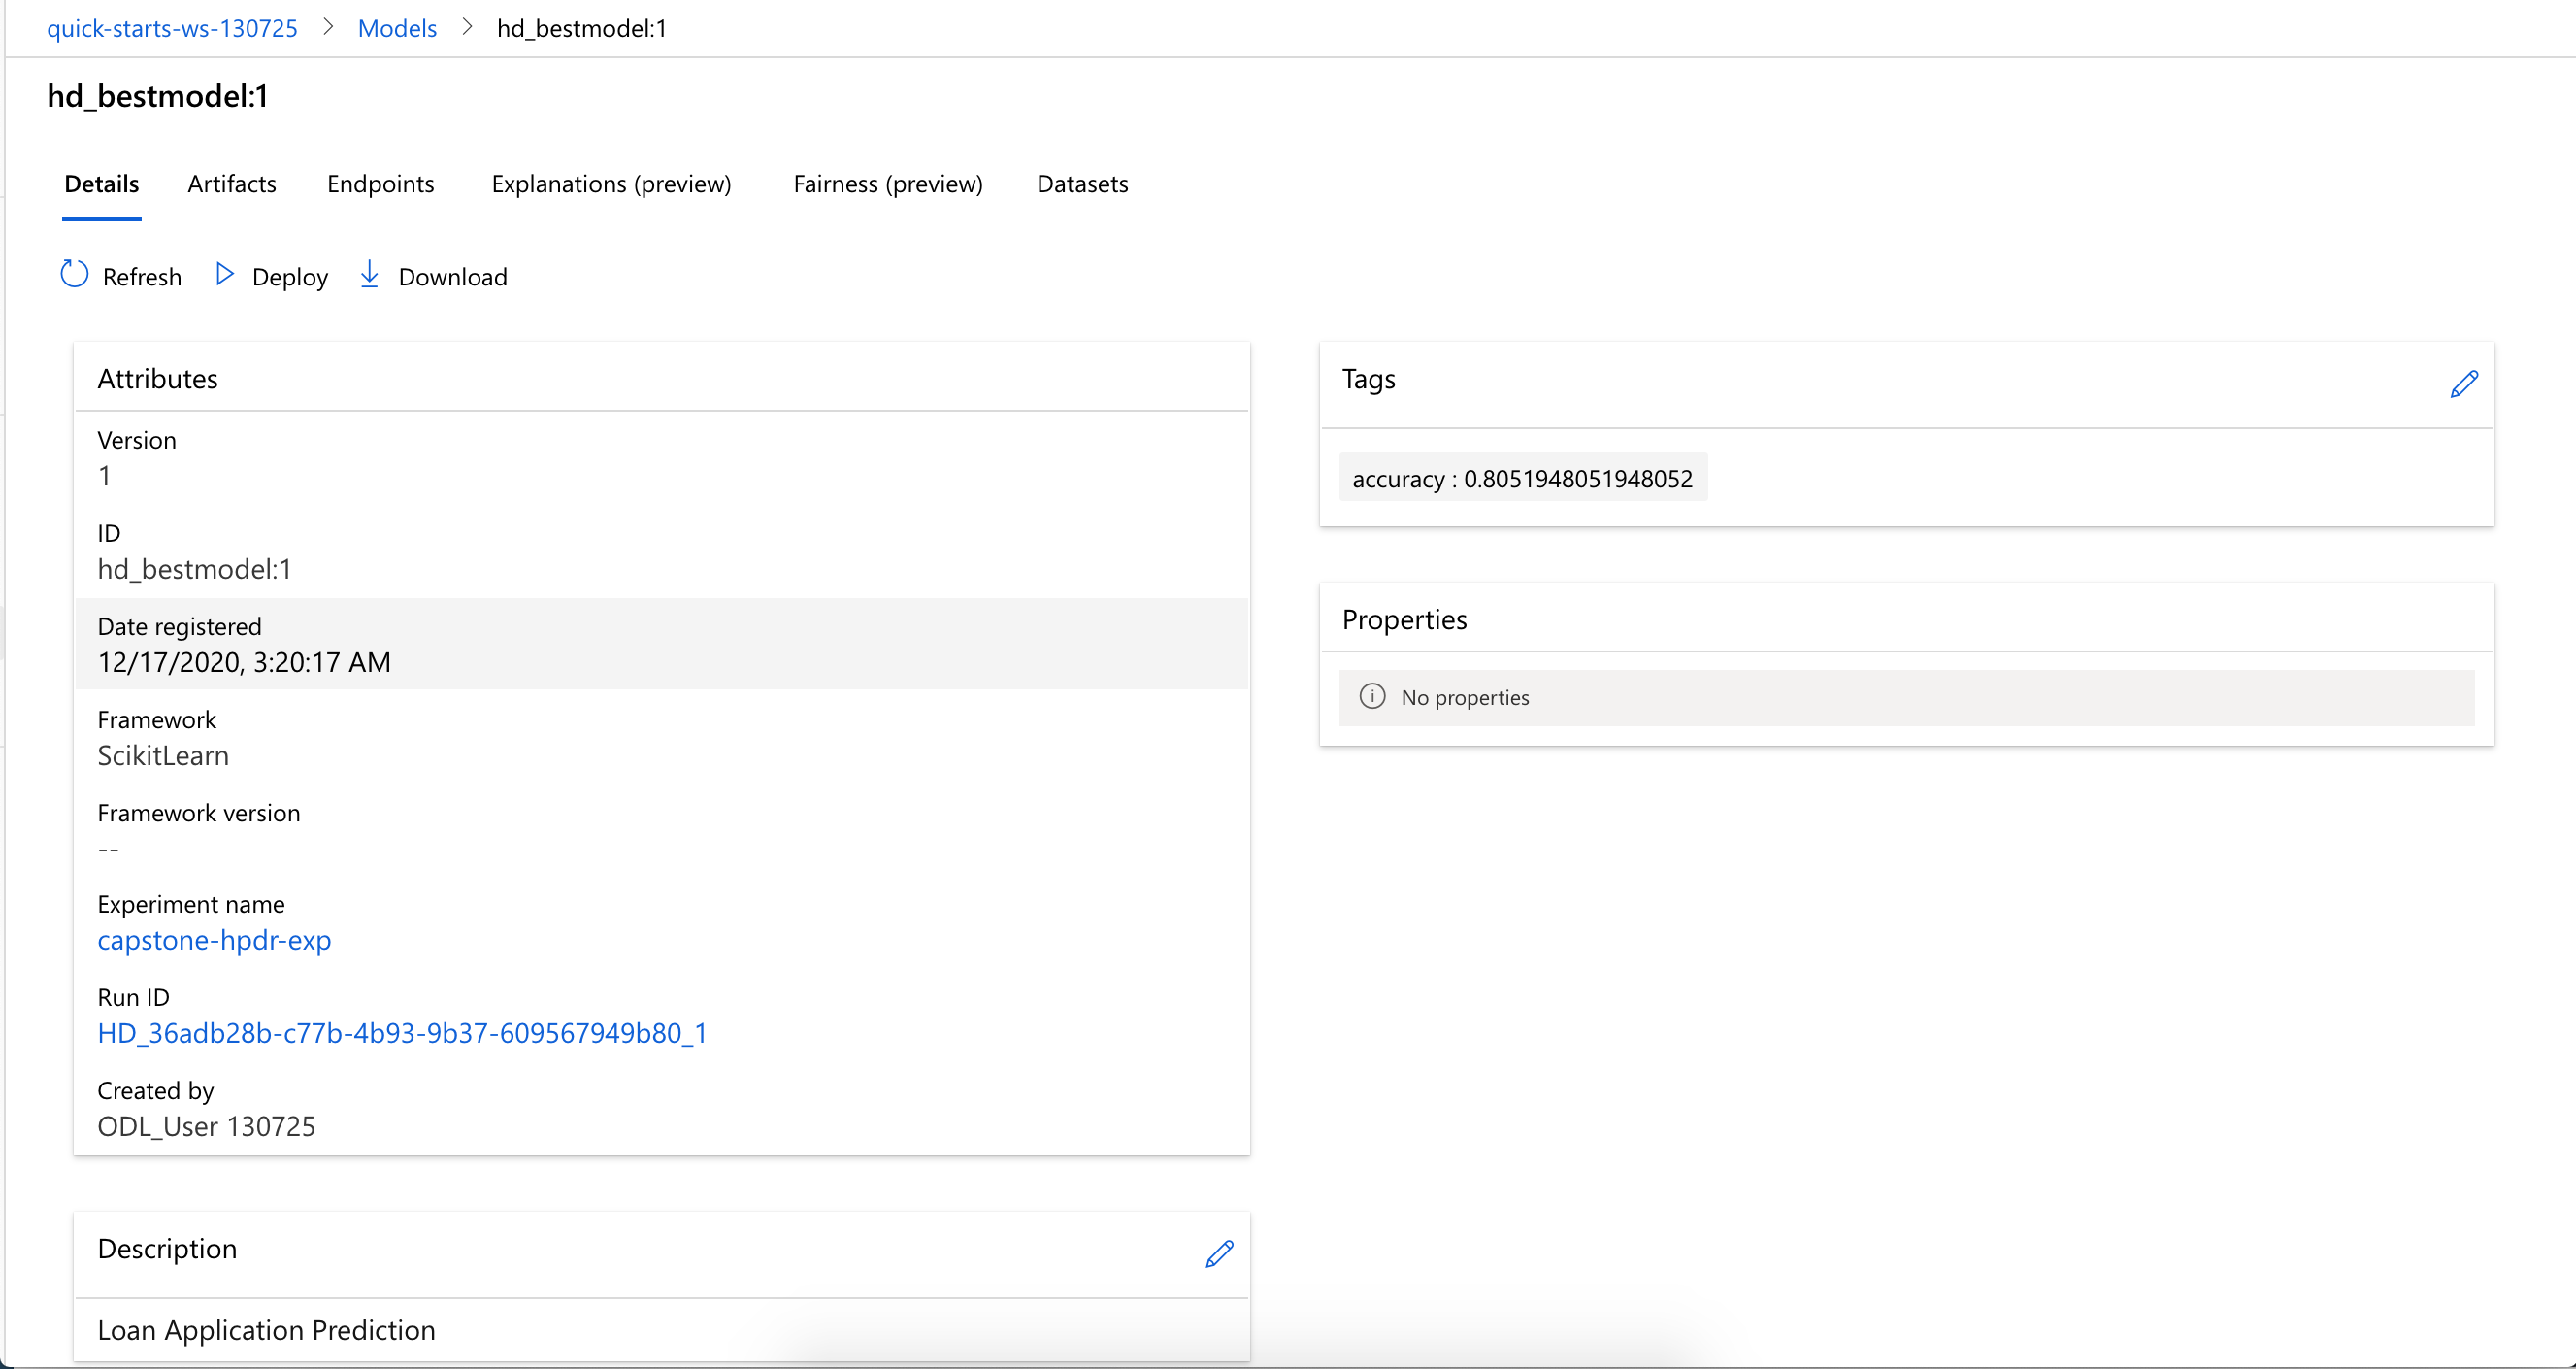 quick-starts-ws-130725 > Models > hd_bestmodel:1
hd_bestmodel:1
Details Artifacts Endpoints Explanations (preview) Fairness (preview) Datasets
Refresh Deploy Download
Attributes
Version
1
ID
hd_bestmodel:1
Date registered
12/17/2020, 3:20:17 AM
Framework
ScikitLearn
Framework version
--
Experiment name
capstone-hpdr-exp
Run ID
HD_36adb28b-c77b-4b93-9b37-609567949b80_1
Created by
ODL_User 130725
Description
Loan Application Prediction
Tags
accuracy : 0.8051948051948052
Properties
No properties